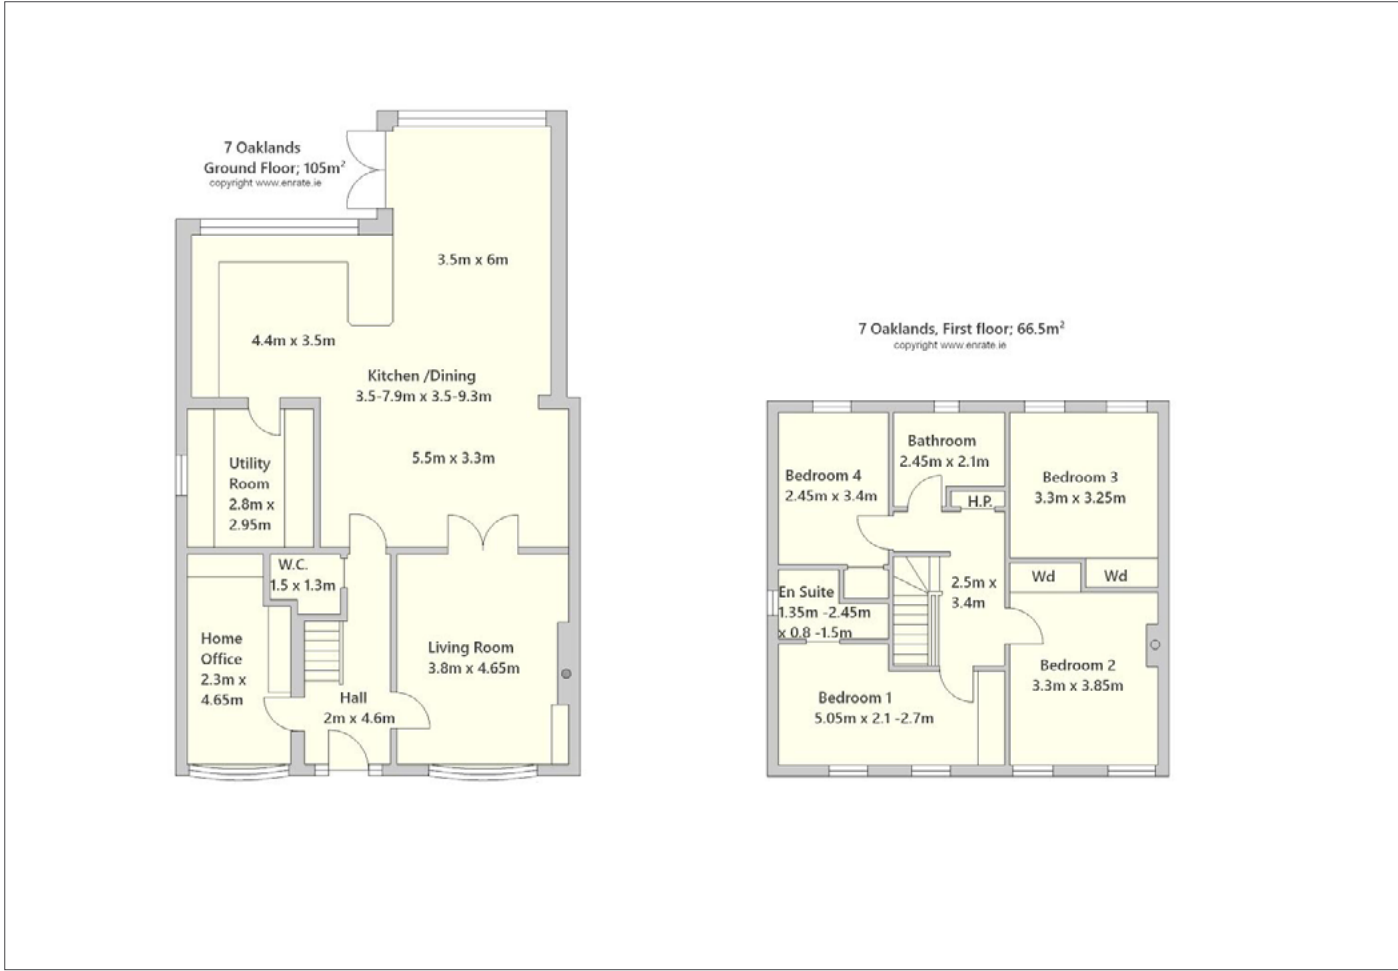 7 Oaklands
Ground Floor; 105m²
copyright www.enrate.ie
3.5m x 6m
4.4m x 3.5m
Kitchen /Dining
3.5-7.9m x 3.5-9.3m
5.5m x 3.3m
Utility
Room
2.8m x
2.95m
W.C.
1.5 x 1.3m
Home
Office
2.3m x
4.65m
Living Room
3.8m x 4.65m
Hall
2m x 4.6m
7 Oaklands, First floor; 66.5m²
copyright www.enrate.ie
Bathroom
2.45m x 2.1m
Bedroom 4
2.45m x 3.4m
H.P.
Bedroom 3
3.3m x 3.25m
Wd
Wd
En Suite
1.35m -2.45m
x 0.8 -1.5m
2.5m x
3.4m
Bedroom 2
3.3m x 3.85m
Bedroom 1
5.05m x 2.1 -2.7m